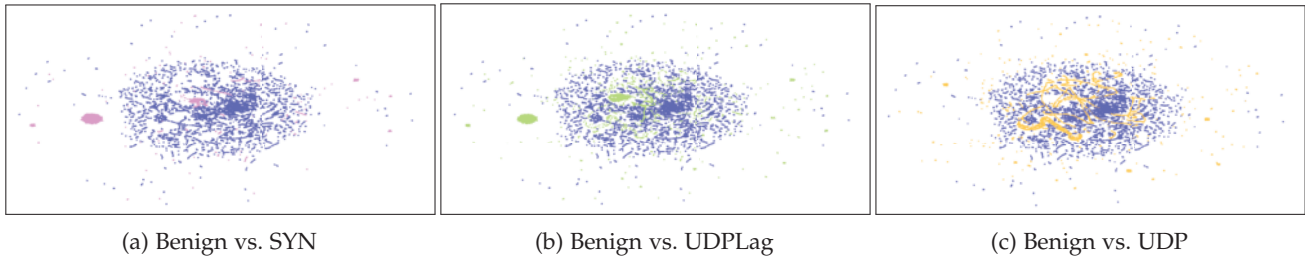 (a) Benign vs. SYN
(b) Benign vs. UDPLag
(c) Benign vs. UDP